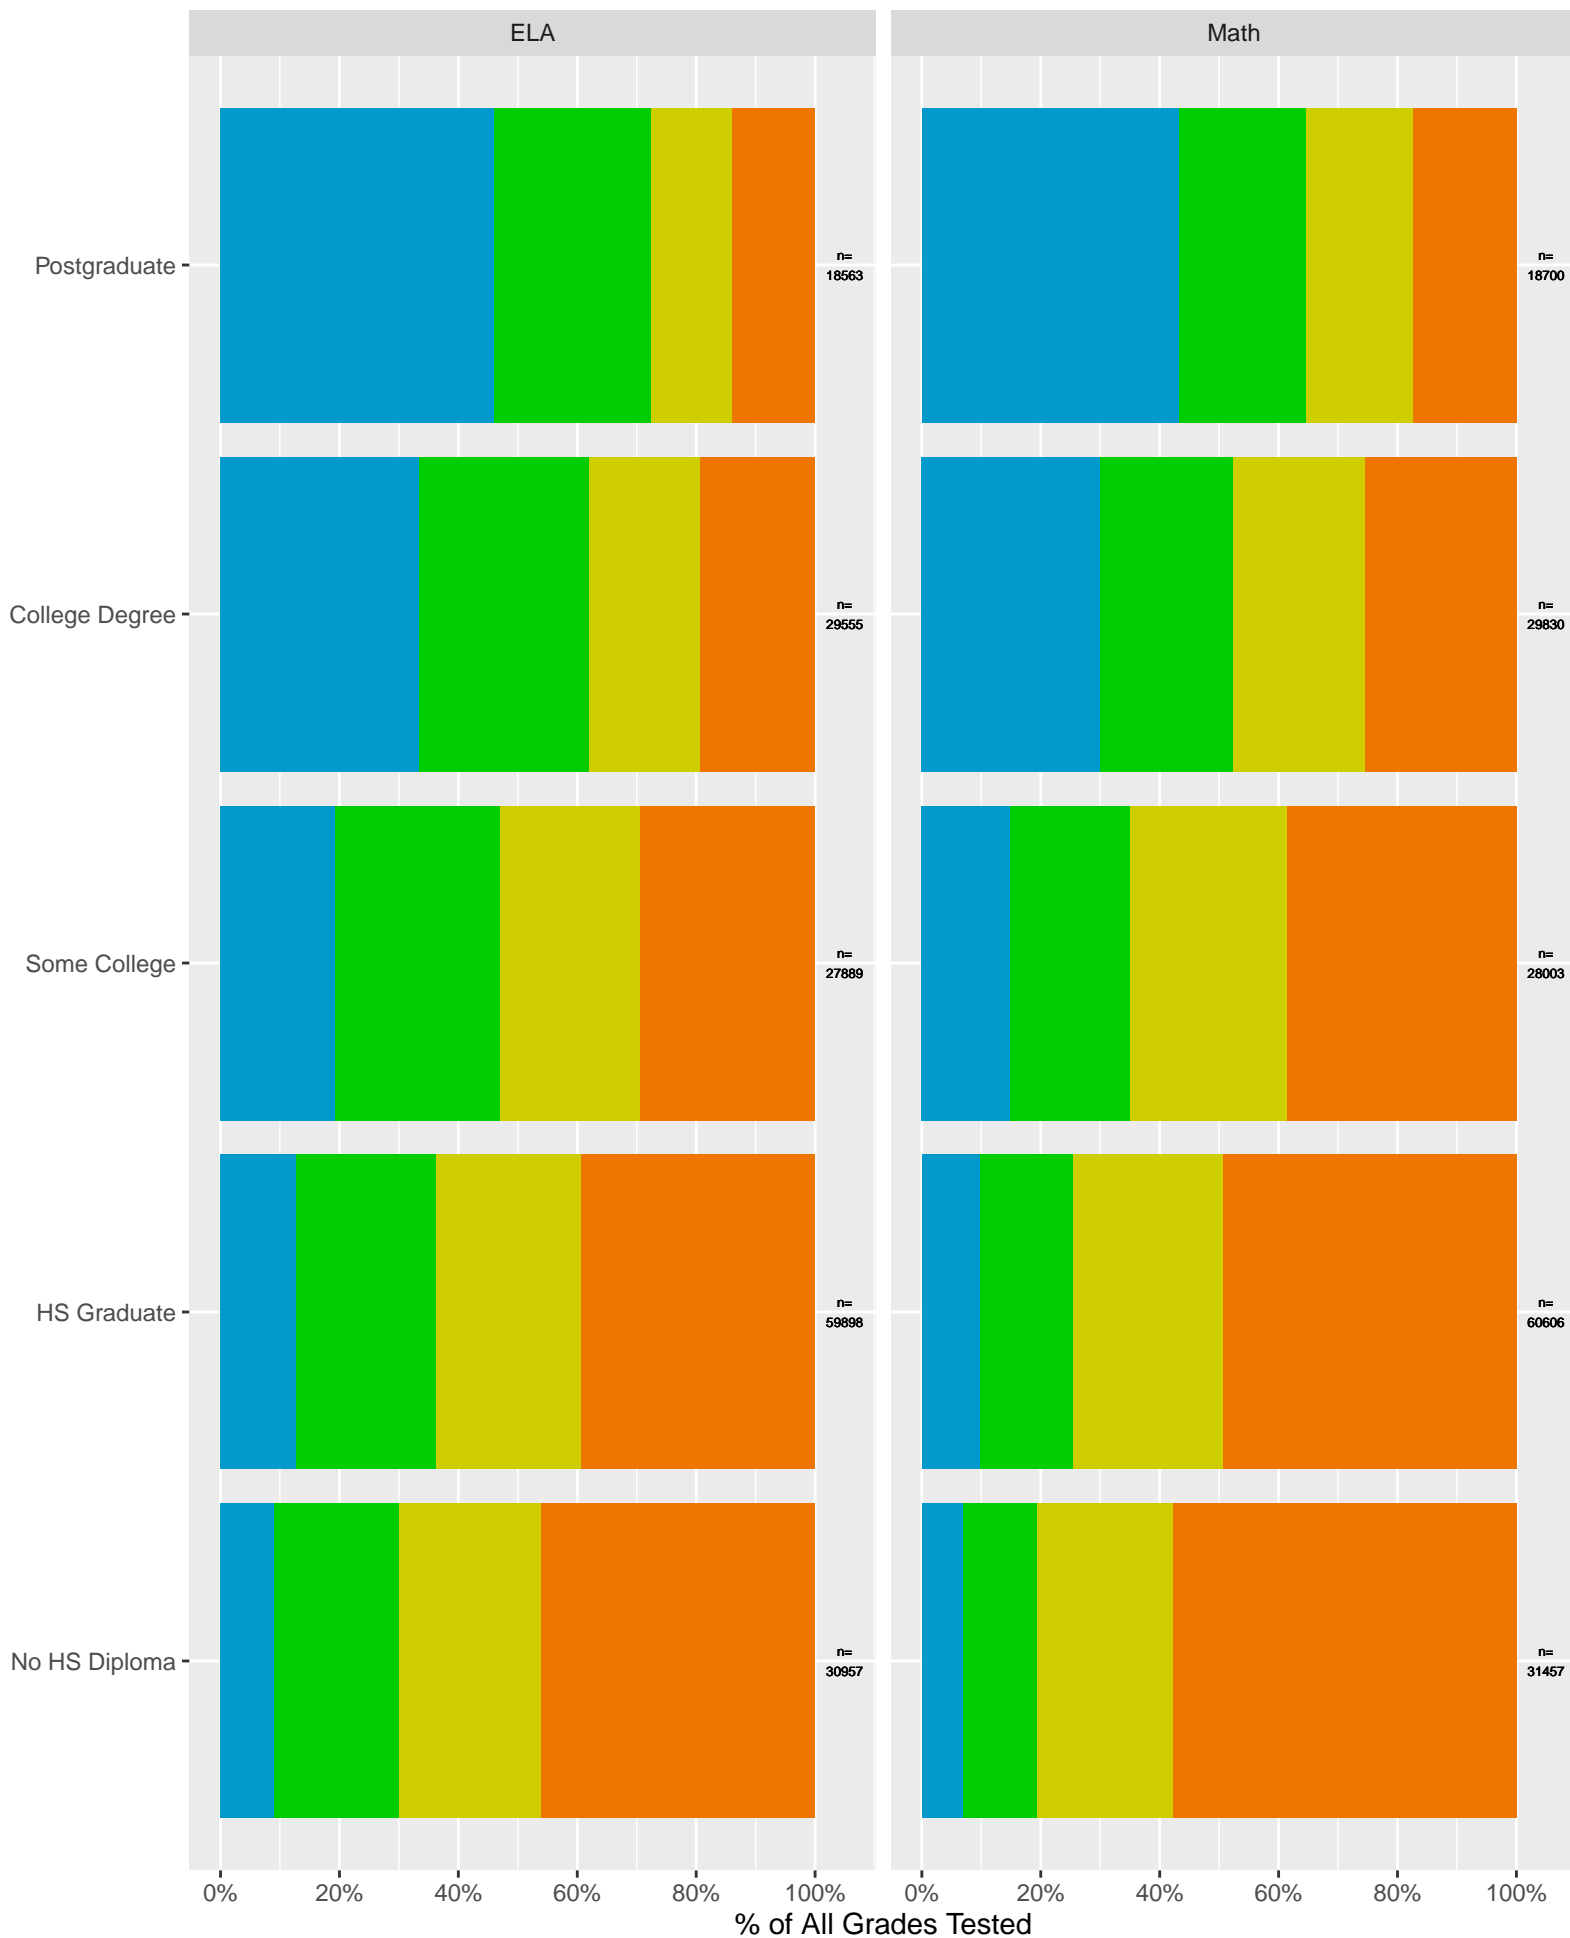 ELA
Math
Postgraduate
n=
18563
n=
18700
College Degree
n=
29555
n=
29830
Some College
n=
27889
n=
28003
HS Graduate
n=
59898
n=
60606
No HS Diploma
n=
30957
n=
31457
0% 20% 40% 60% 80% 100%
0% 20% 40% 60% 80% 100%
% of All Grades Tested